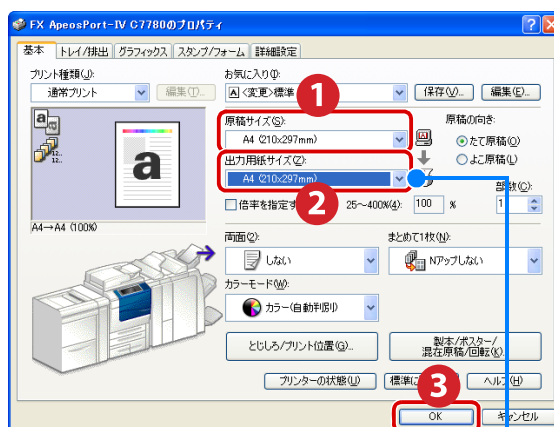 FX ApeosPort-IV C7780のプロパティ
基本 トレイ/排出 グラフィックス スタンプ/フォーム 詳細設定
プリント種類(J):
通常プリント
編集(T)...
お気に入り(I):
<変更>標準
保存(V)...
編集(E)...
1
原稿サイズ(S):
A4 (210x297mm)
原稿の向き:
たて原稿(O)
よこ原稿(L)
出力用紙サイズ(Z):
A4 (210x297mm)
2
倍率を指定す
25~400%(4):
100 %
部数(C):
1
a
a
12..
12..
A4→A4 (100%)
両面(2):
しない
まとめて1枚(N):
Nアップしない
カラーモード(W):
カラー(自動判別)
とじしろ/プリント位置(G)...
製本/ポスター/
混在原稿/回転(K)
プリンターの状態(U)
標準に
3
ヘルプ(H)
OK
キャンセル